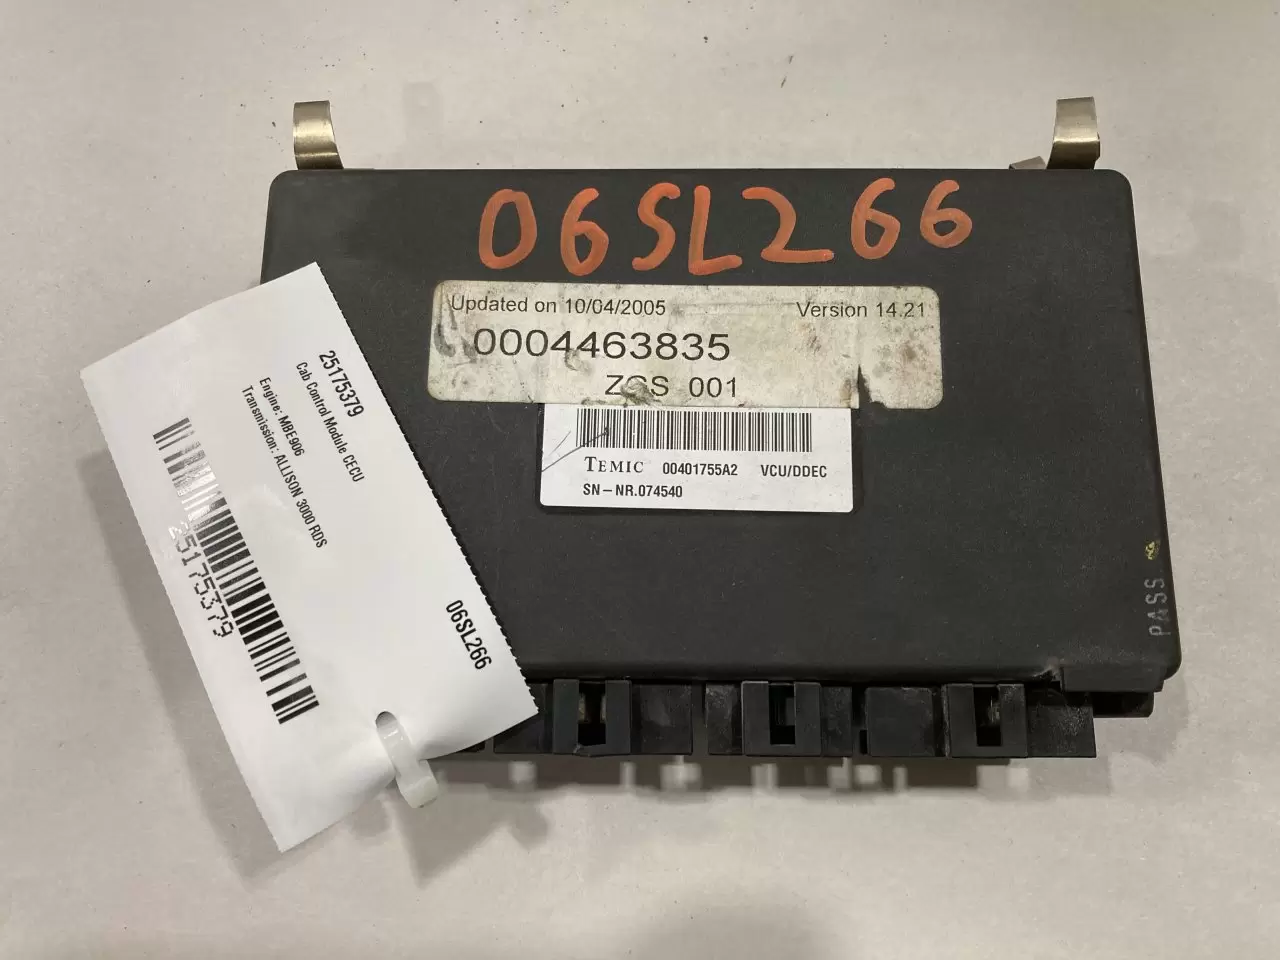 06SL266
Updated on 10/04/2005 Version 14.21
0004463835
ZGS 001
TEMIC 00401755A2 VCU/DDEC
SN-NR.074540
PASS
25175379
Cab Control Module CECU
Engine: MBE906
Transmission: ALLISON 3000 RDS
25175379
06SL266